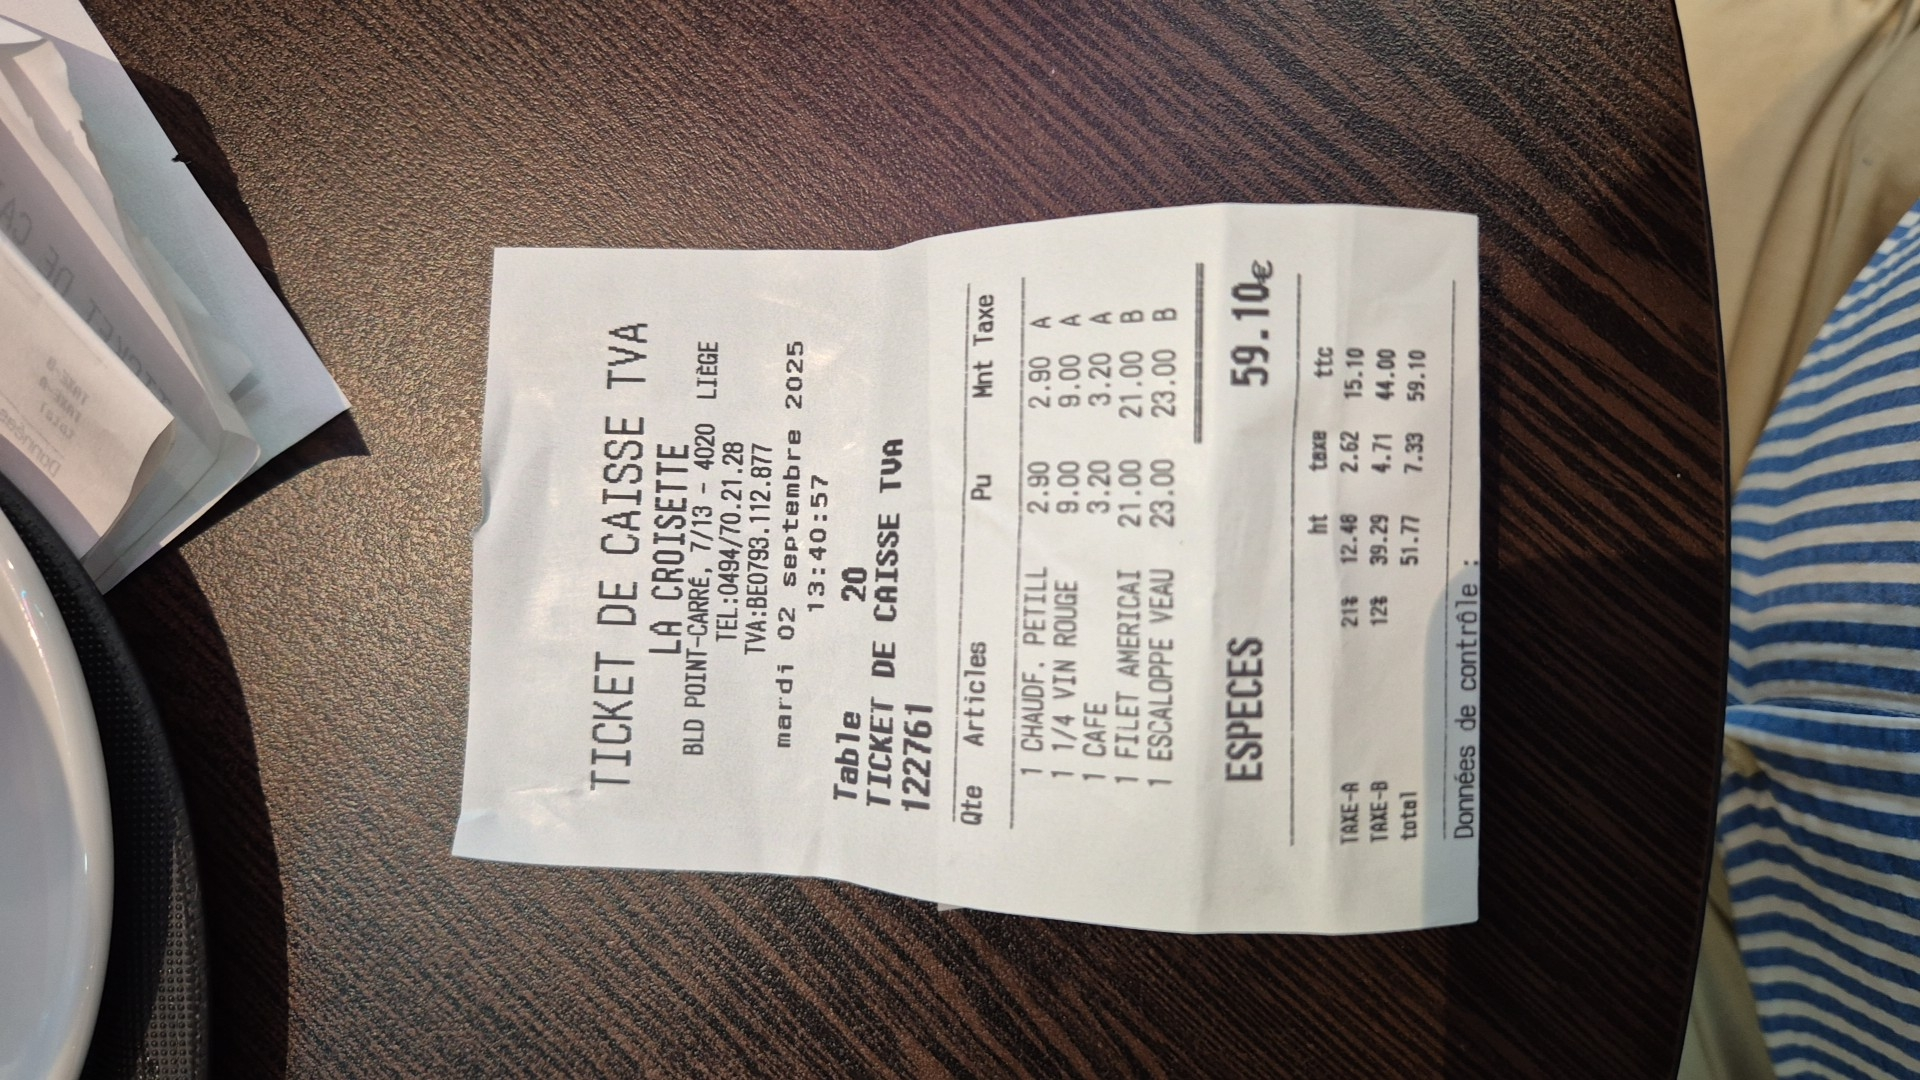 TICKET DE CAISSE TVA
LA CROISETTE
BLD POINT-CARRÉ, 7/13 - 4020 LIÈGE
TEL:0494/70.21.28
TVA:BE0793.112.877
mardi 02 septembre 2025
13:40:57
Table 20
TICKET DE CAISSE TVA
122761
Qte Articles Pu Mnt Taxe
1 CHAUDF. PETILL 2.90 2.90 A
1 1/4 VIN ROUGE 9.00 9.00 A
1 CAFE 3.20 3.20 A
1 FILET AMERICAI 21.00 21.00 B
1 ESCALOPPE VEAU 23.00 23.00 B
ESPECES 59.10€
ht taxe ttc
TAXE-A 21% 12.48 2.62 15.10
TAXE-B 12% 39.29 4.71 44.00
total 51.77 7.33 59.10
Données de contrôle :